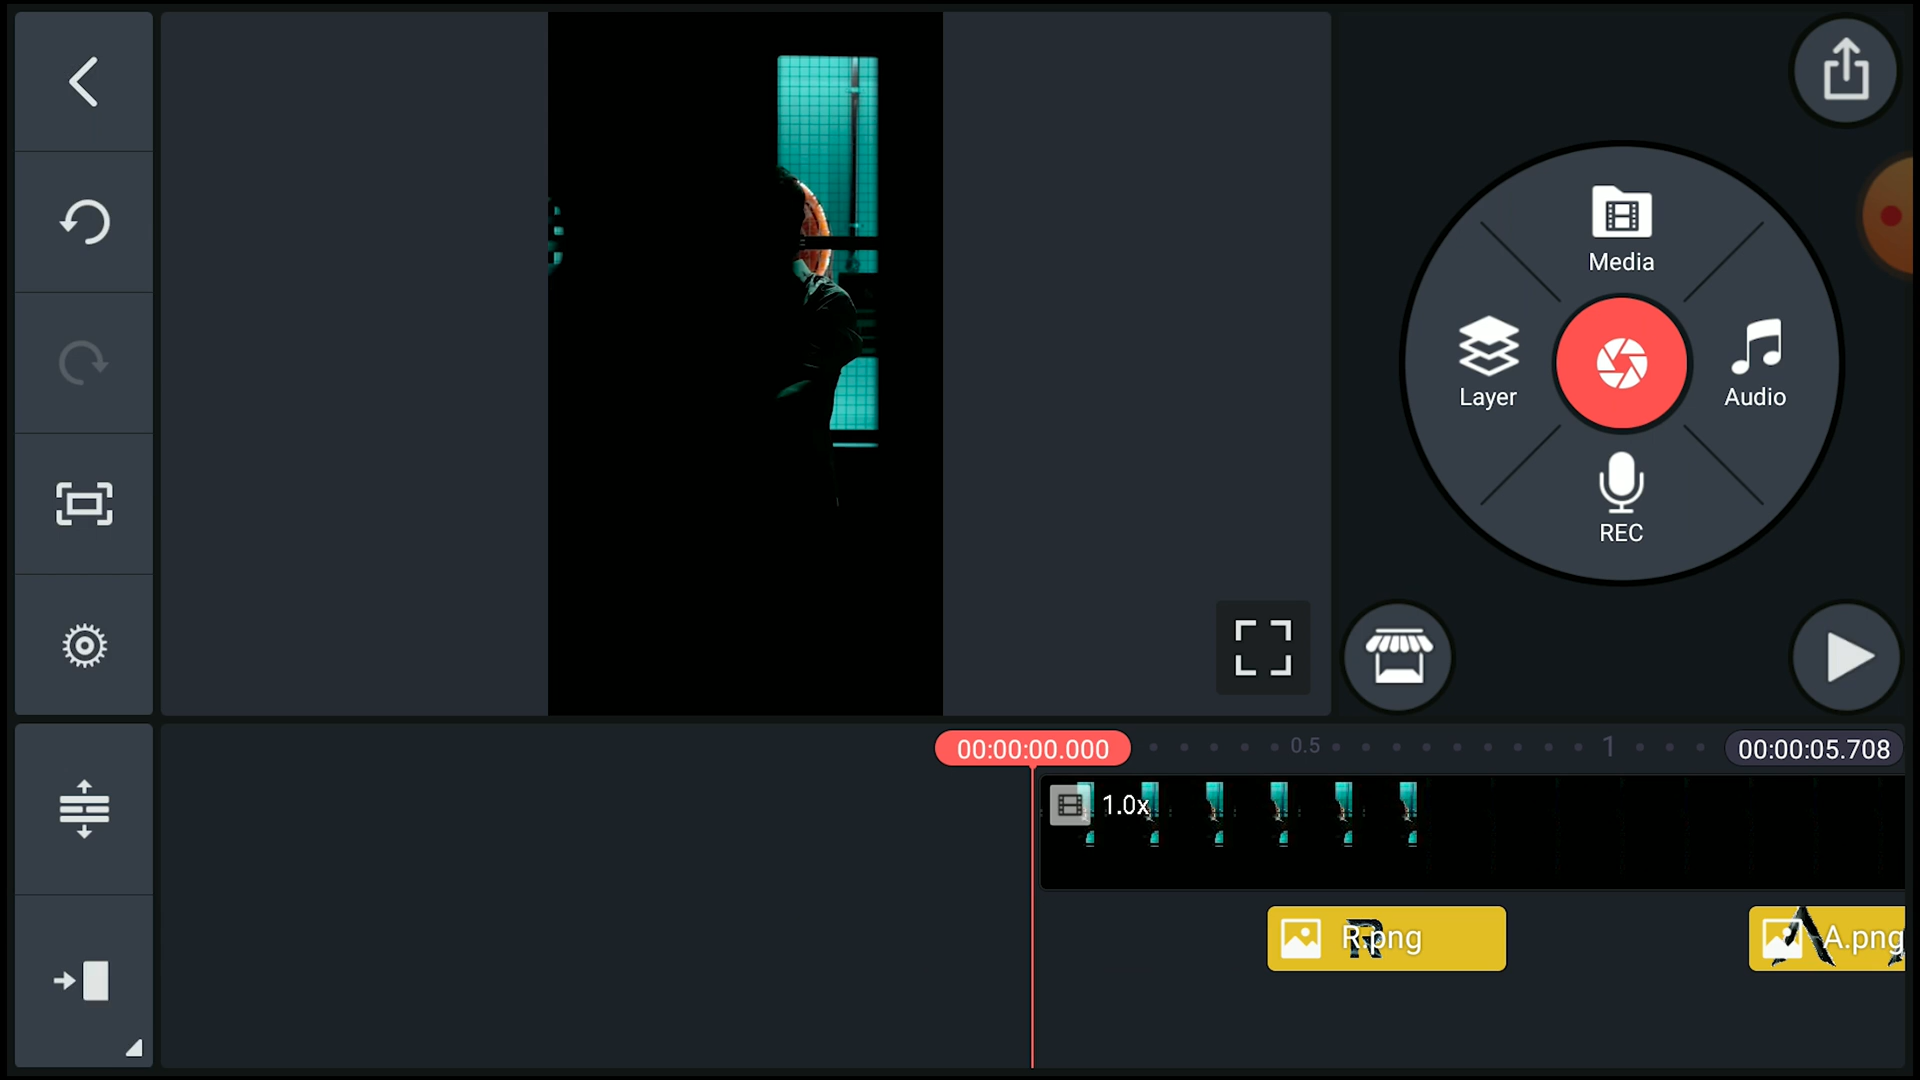 Media
Layer
Audio
REC
00:00:00.000
0.5
1
00:00:05.708
1.0x
R.png
A.png